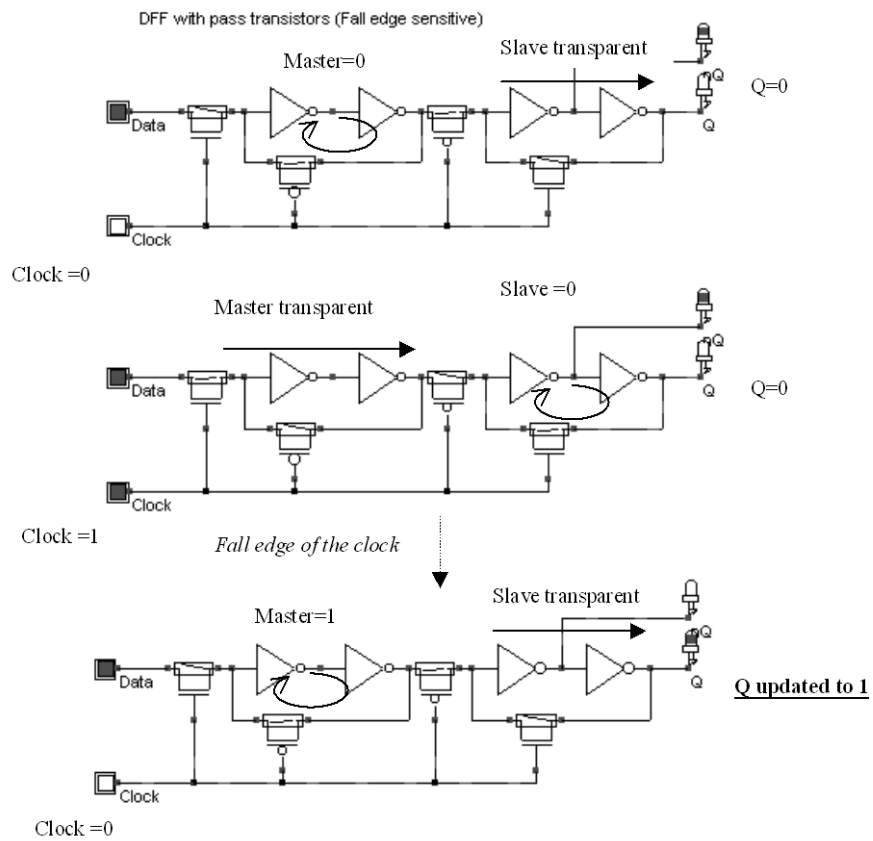 DFF with pass transistors (Fall edge sensitive)
Master=0
Slave transparent
Q
Q=0
Data
Q
Clock
Clock =0
Master transparent
Slave =0
Q
Data
Q
Q=0
Clock
Clock =1
Fall edge of the clock
Master=1
Slave transparent
Q
Data
Q
Q updated to 1
Clock
Clock =0